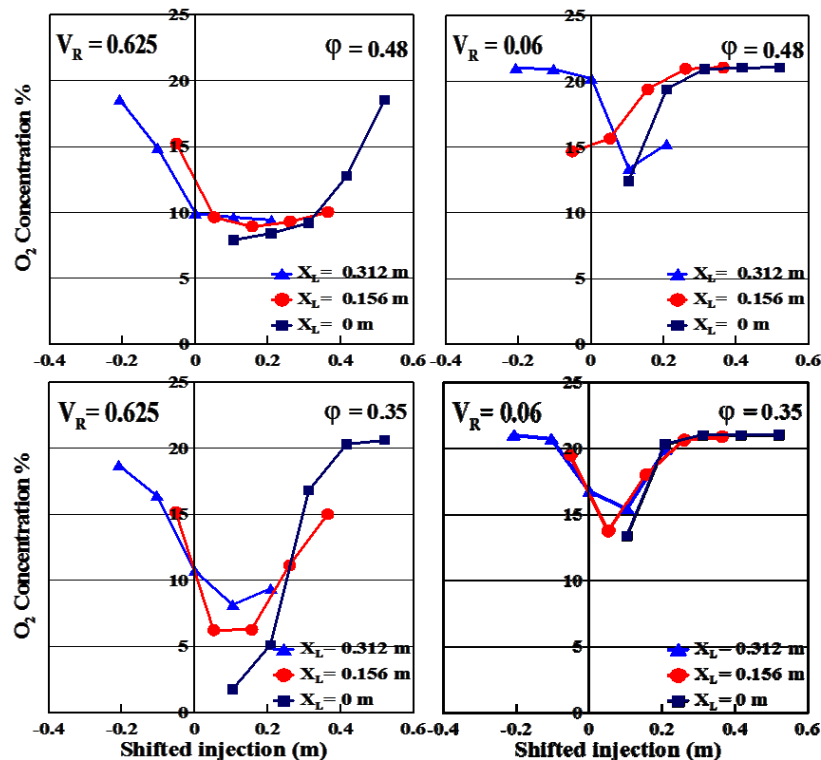 V_R = 0.625
φ = 0.48
O₂ Concentration %
25
20
15
10
5
0
X_L= 0.312 m
X_L= 0.156 m
X_L= 0 m
-0.4 -0.2 0 0.2 0.4 0.6
V_R = 0.06
φ = 0.48
25
20
15
10
5
0
X_L= 0.312 m
X_L= 0.156 m
X_L= 0 m
-0.4 -0.2 0 0.2 0.4 0.6
V_R= 0.625
φ = 0.35
O₂ Concentration %
25
20
15
10
5
0
X_L= 0.312 m
X_L= 0.156 m
X_L= 0 m
-0.4 -0.2 0 0.2 0.4 0.6
Shifted injection (m)
V_R= 0.06
φ = 0.35
25
20
15
10
5
0
X_L= 0.312 m
X_L= 0.156 m
X_L= 0 m
-0.4 -0.2 0 0.2 0.4 0.6
Shifted injection (m)